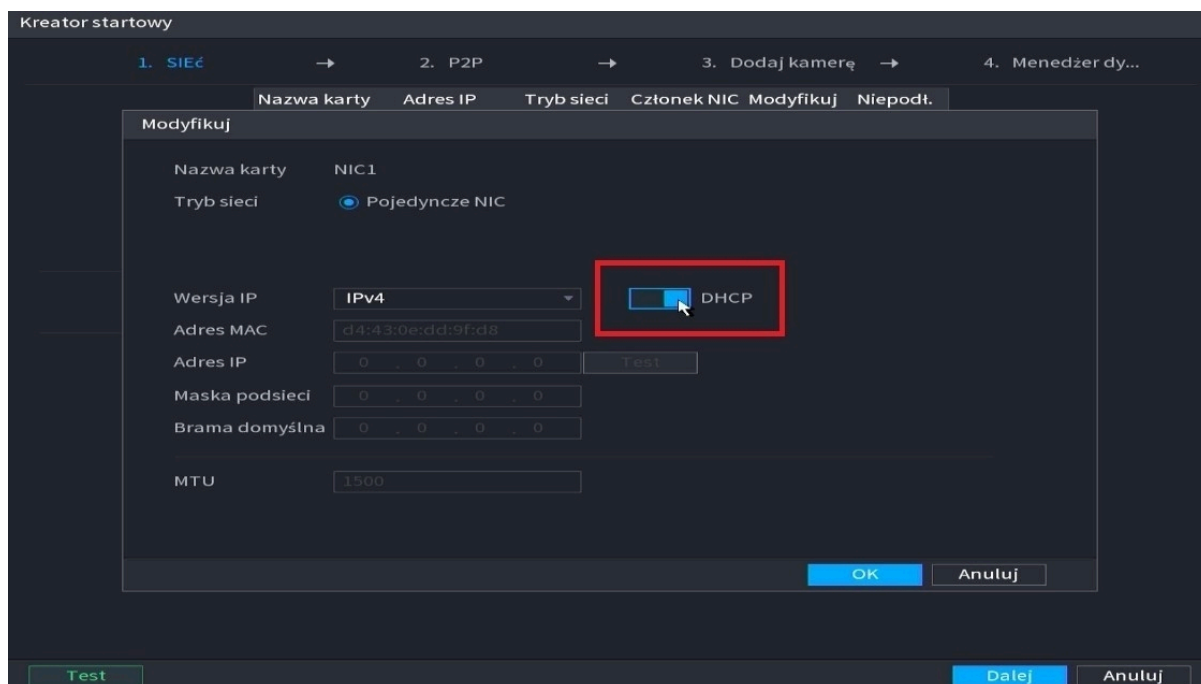 Kreator startowy
1. SIEć → 2. P2P → 3. Dodaj kamerę → 4. Menedżer dy...
Nazwa karty Adres IP Tryb sieci Członek NIC Modyfikuj Niepodł.
Modyfikuj
Nazwa karty NIC1
Tryb sieci Pojedyncze NIC
Wersja IP IPv4 DHCP
Adres MAC d4:43:0e:dd:9f:d8
Adres IP 0 . 0 . 0 . 0 Test
Maska podsieci 0 . 0 . 0 . 0
Brama domyślna 0 . 0 . 0 . 0
MTU 1500
OK Anuluj
Test Dalej Anuluj